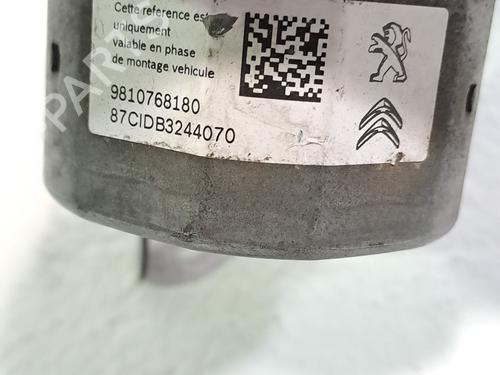 Cette reference est
uniquement
valable en phase
de montage vehicule
9810768180
87CIDB3244070